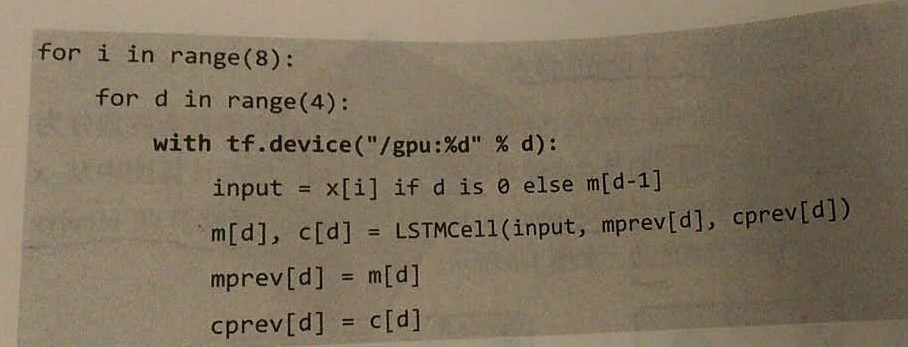 for i in range(8):
    for d in range(4):
        with tf.device("/gpu:%d" % d):
            input = x[i] if d is 0 else m[d-1]
            m[d], c[d] = LSTMCell(input, mprev[d], cprev[d])
            mprev[d] = m[d]
            cprev[d] = c[d]